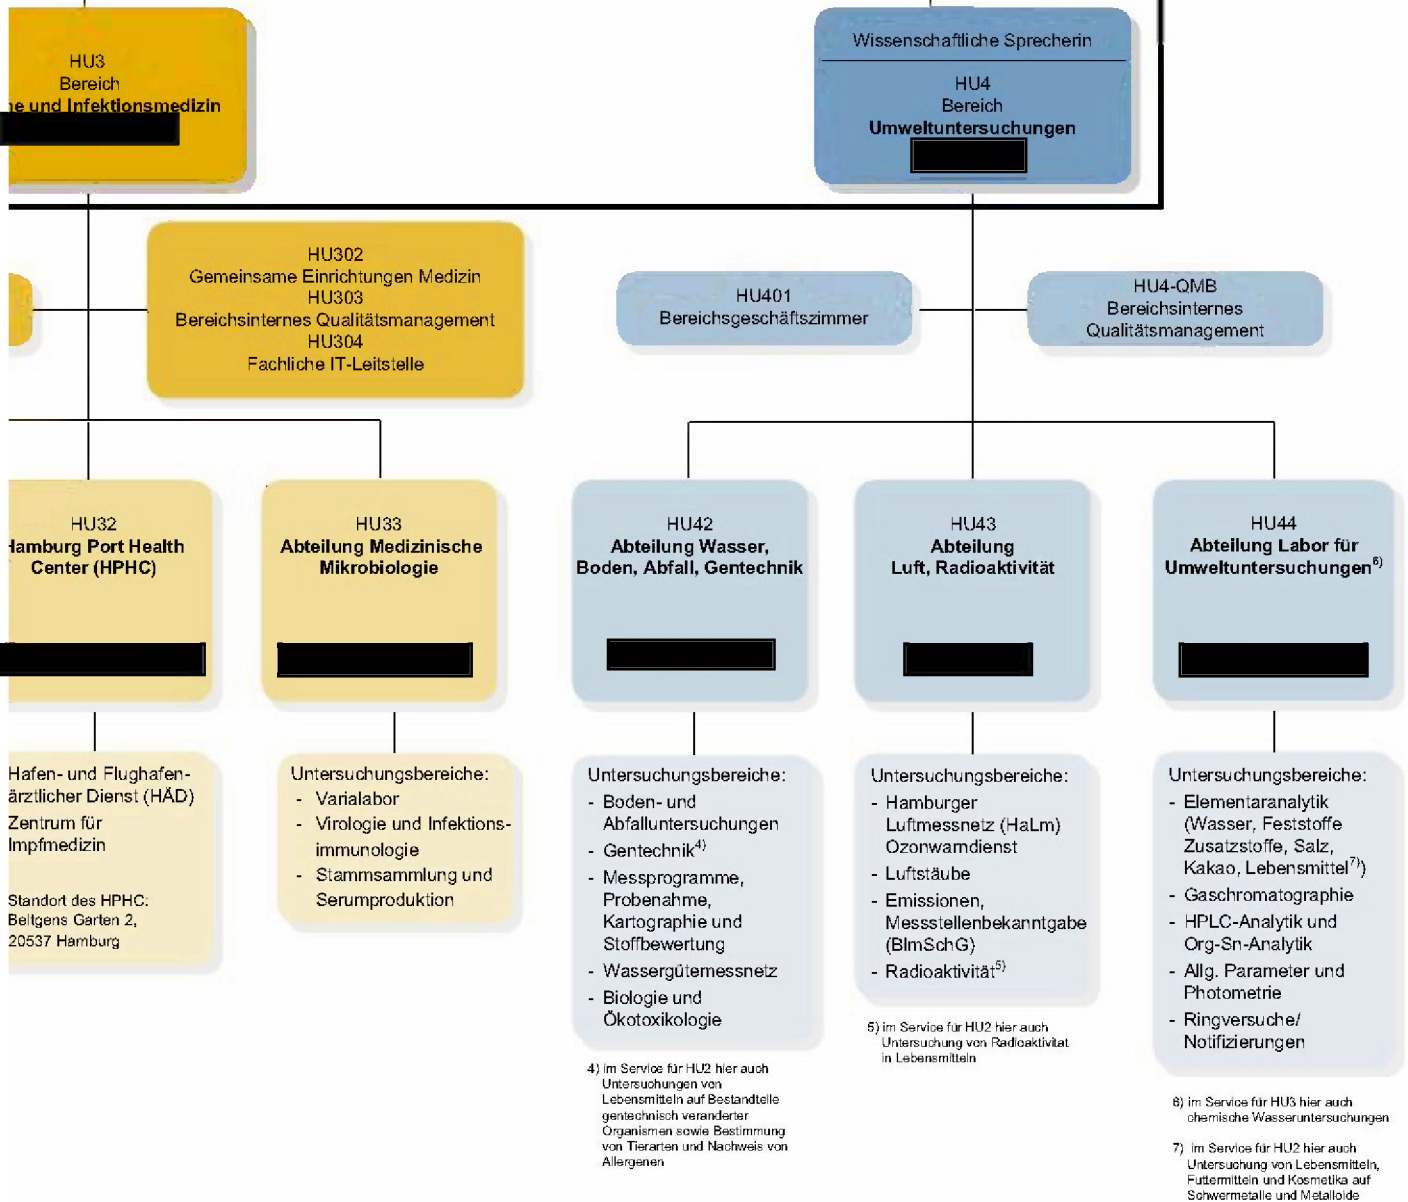 HU3
Bereich
ne und Infektionsmedizin
Wissenschaftliche Sprecherin
HU4
Bereich
Umweltuntersuchungen
HU302
Gemeinsame Einrichtungen Medizin
HU303
Bereichsinternes Qualitätsmanagement
HU304
Fachliche IT-Leitstelle
HU401
Bereichsgeschäftszimmer
HU4-QMB
Bereichsinternes
Qualitätsmanagement
HU32
Hamburg Port Health
Center (HPHC)
HU33
Abteilung Medizinische
Mikrobiologie
HU42
Abteilung Wasser,
Boden, Abfall, Gentechnik
HU43
Abteilung
Luft, Radioaktivität
HU44
Abteilung Labor für
Umweltuntersuchungen6)
Hafen- und Flughafen-
ärztlicher Dienst (HÄD)
Zentrum für
Impfmedizin
Standort des HPHC:
Beltgens Garten 2,
20537 Hamburg
Untersuchungsbereiche:
- Varialabor
- Virologie und Infektions-
immunologie
- Stammsammlung und
Serumproduktion
Untersuchungsbereiche:
- Boden- und
Abfalluntersuchungen
- Gentechnik4)
- Messprogramme,
Probenahme,
Kartographie und
Stoffbewertung
- Wassergütemessnetz
- Biologie und
Ökotoxikologie
4) im Service für HU2 hier auch
Untersuchungen von
Lebensmitteln auf Bestandteile
gentechnisch veranderter
Organismen sowie Bestimmung
von Tierarten und Nachweis von
Allergenen
Untersuchungsbereiche:
- Hamburger
Luftmessnetz (HaLm)
Ozonwarndienst
- Luftstäube
- Emissionen,
Messstellenbekanntgabe
(BImSchG)
- Radioaktivität5)
5) im Service für HU2 hier auch
Untersuchung von Radioaktivitat
in Lebensmitteln
Untersuchungsbereiche:
- Elementaranalytik
(Wasser, Feststoffe
Zusatzstoffe, Salz,
Kakao, Lebensmittel7))
- Gaschromatographie
- HPLC-Analytik und
Org-Sn-Analytik
- Allg. Parameter und
Photometrie
- Ringversuche/
Notifizierungen
6) im Service für HU3 hier auch
chemische Wasseruntersuchungen
7) im Service für HU2 hier auch
Untersuchung von Lebensmitteln,
Futtermitteln und Kosmetika auf
Schwermetalle und Metalloide